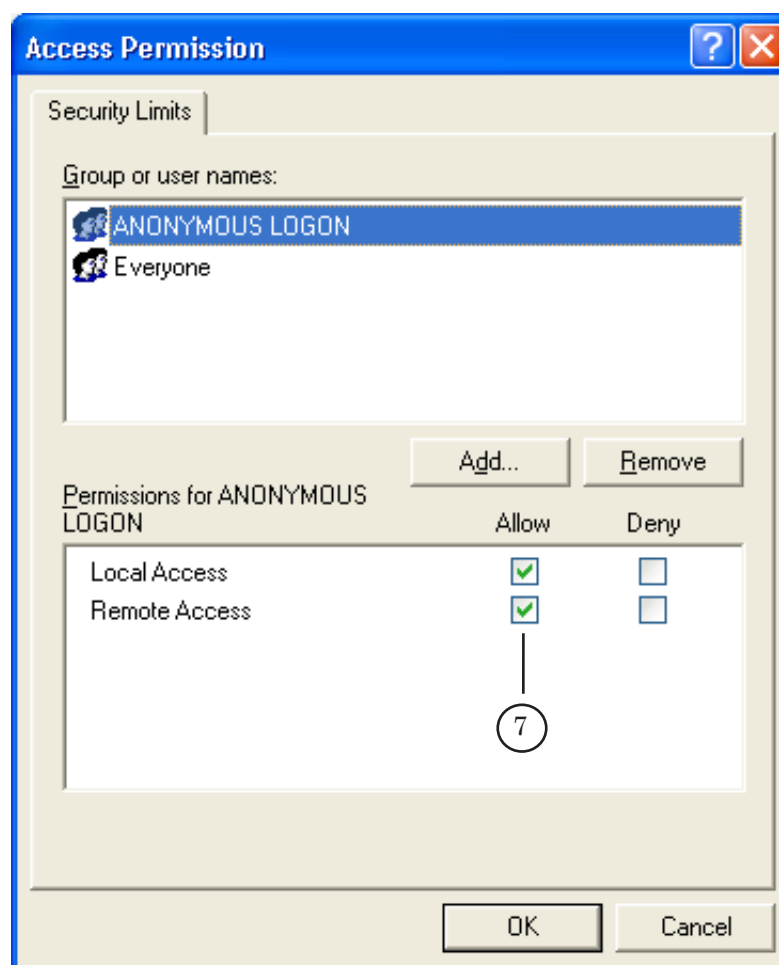 Access Permission
Security Limits
Group or user names:
ANONYMOUS LOGON
Everyone
Add... Remove
Permissions for ANONYMOUS
LOGON Allow Deny
Local Access
Remote Access
7
OK Cancel